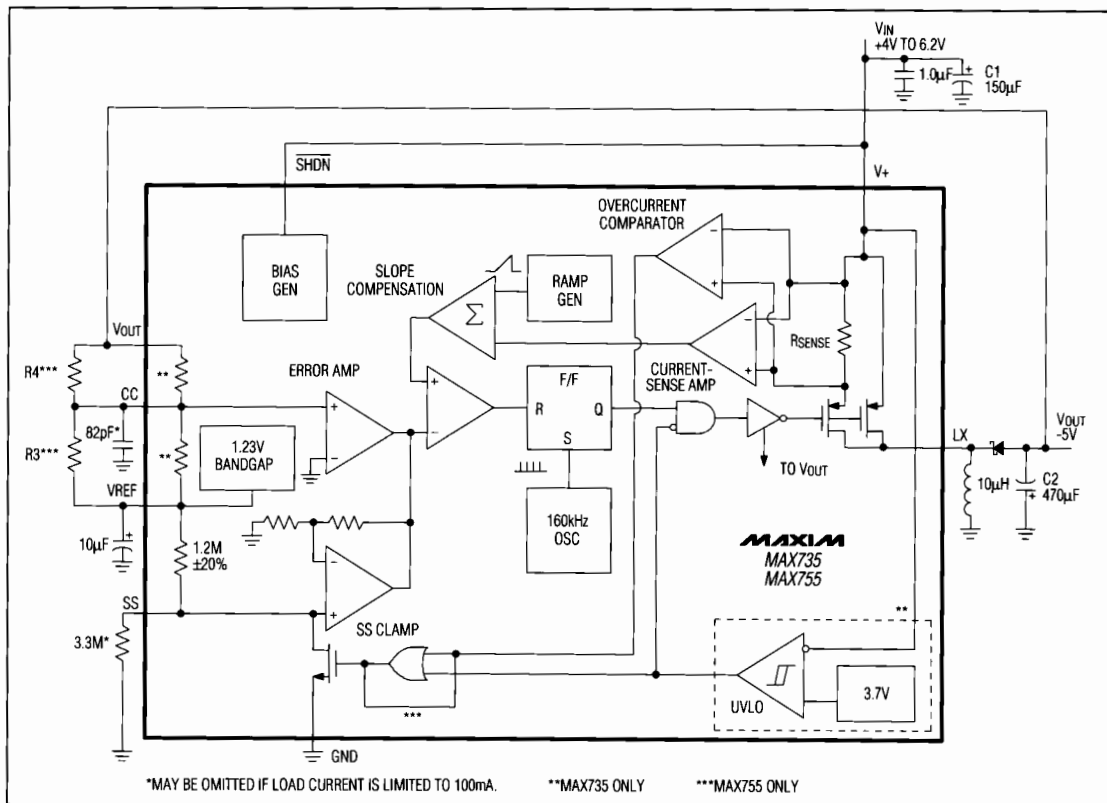 VIN
+4V TO 6.2V
1.0µF
+
C1
150µF
SHDN
V+
OVERCURRENT
COMPARATOR
BIAS
GEN
SLOPE
COMPENSATION
RAMP
GEN
−
+
Σ
−
+
RSENSE
CURRENT-
SENSE AMP
VOUT
R4***
**
ERROR AMP
CC
+
−
+
−
F/F
R
Q
S
82pF*
R3***
**
1.23V
BANDGAP
TO VOUT
LX
VOUT
-5V
VREF
10µH
C2
+
470µF
10µF
+
1.2M
±20%
160kHz
OSC
MAXIM
MAX735
MAX755
−
+
SS
3.3M*
SS CLAMP
**
***
UVLO
3.7V
GND
*MAY BE OMITTED IF LOAD CURRENT IS LIMITED TO 100mA.
**MAX735 ONLY
***MAX755 ONLY